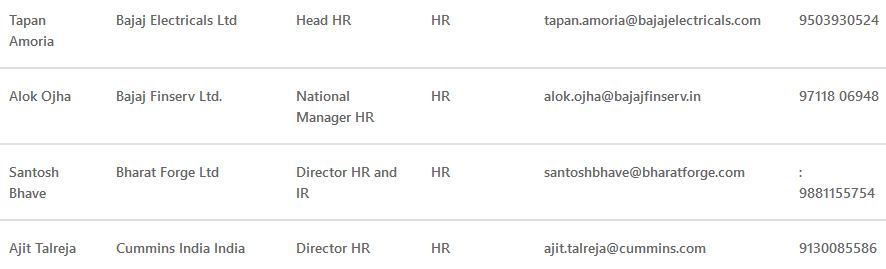 Tapan Bajaj Electricals Ltd Head HR HR tapan.amoria@bajajelectricals.com 9503930524
Amoria
Alok Ojha Bajaj Finserv Ltd. National HR alok.ojha@bajajfinserv.in 97118 06948
Manager HR
Santosh Bharat Forge Ltd Director HR and HR santoshbhave@bharatforge.com :
Bhave IR 9881155754
Ajit Talreja Cummins India India Director HR HR ajit.talreja@cummins.com 9130085586